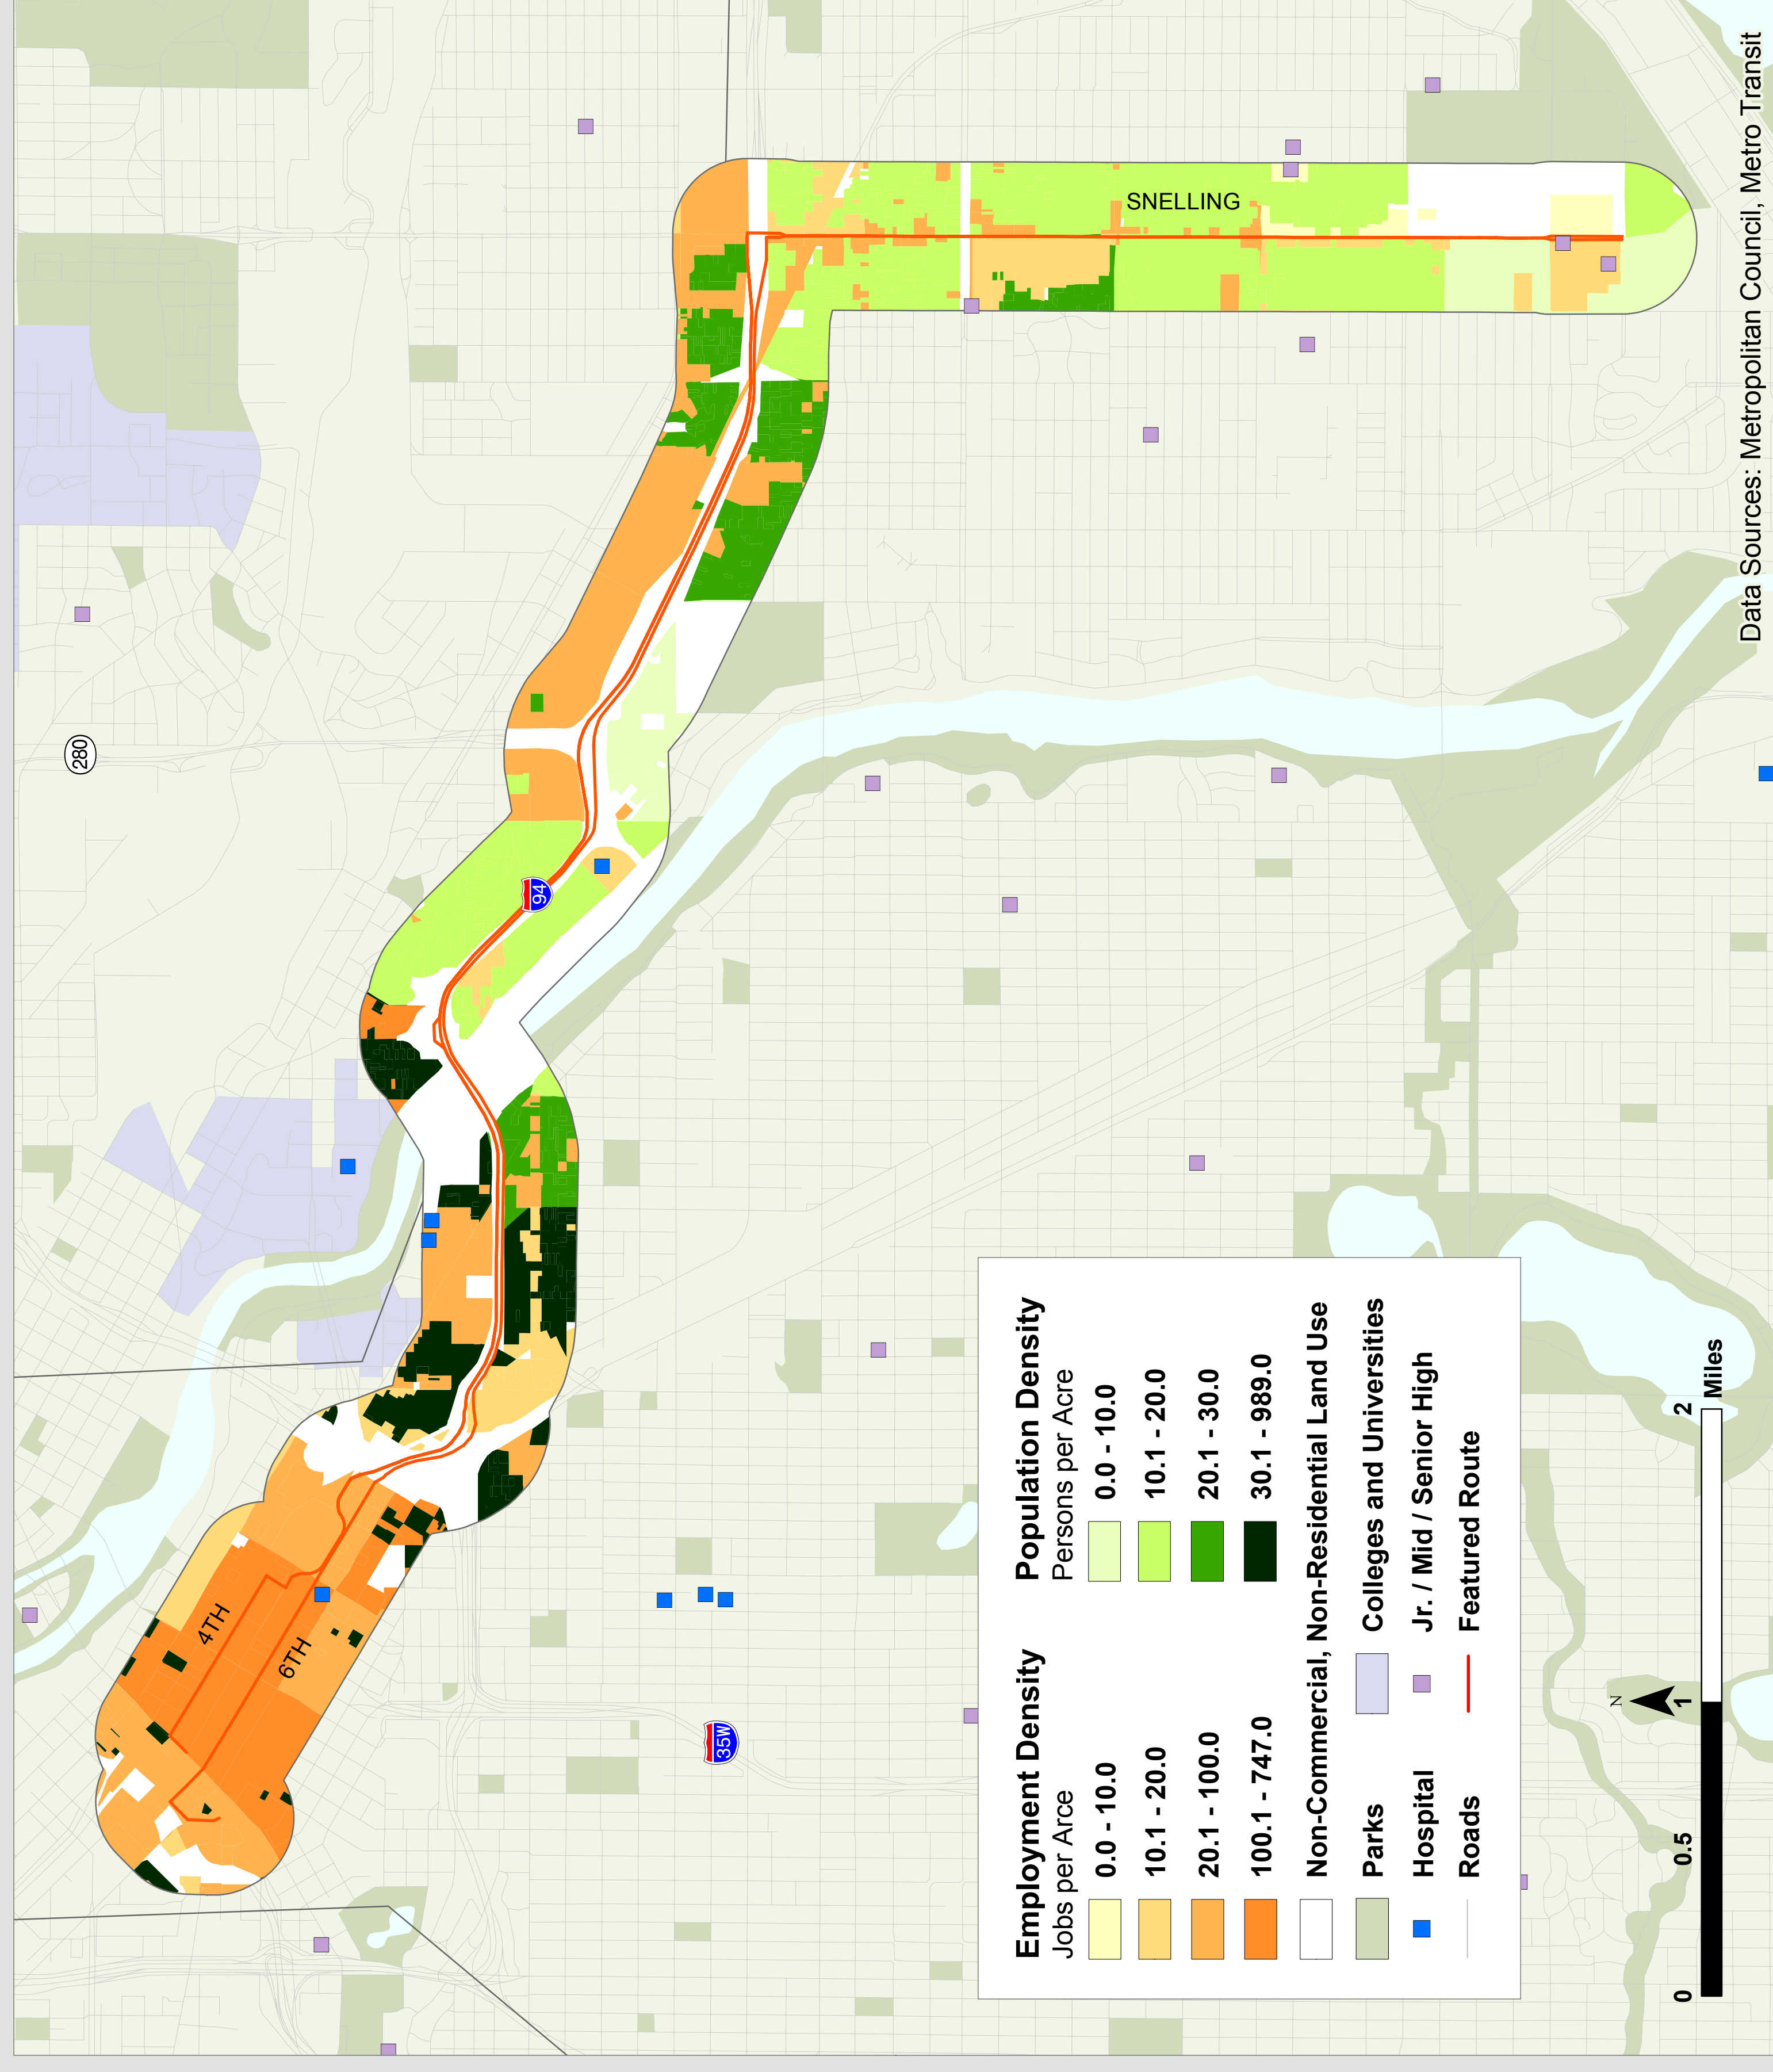 280
SNELLING
94
4TH
6TH
35W
Employment Density
Jobs per Arce
0.0 - 10.0
10.1 - 20.0
20.1 - 100.0
100.1 - 747.0
Population Density
Persons per Acre
0.0 - 10.0
10.1 - 20.0
20.1 - 30.0
30.1 - 989.0
Non-Commercial, Non-Residential Land Use
Parks
Colleges and Universities
Hospital
Jr. / Mid / Senior High
Roads
Featured Route
N
0 0.5 1 2
Miles
Data Sources: Metropolitan Council, Metro Transit